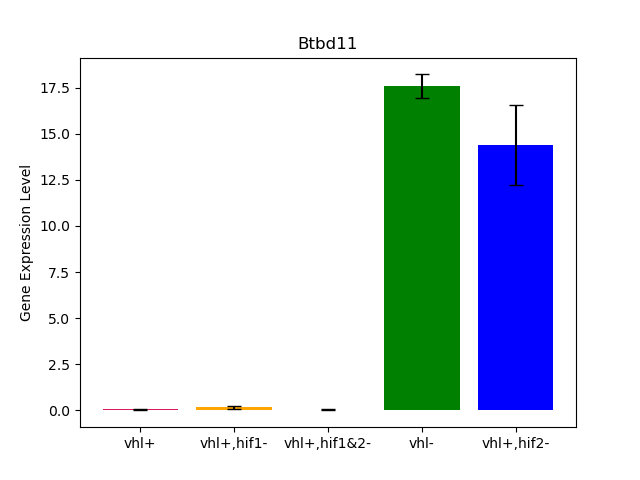 Btbd11
Gene Expression Level
17.5
15.0
12.5
10.0
7.5
5.0
2.5
0.0
vhl+
vhl+,hif1-
vhl+,hif1&2-
vhl-
vhl+,hif2-